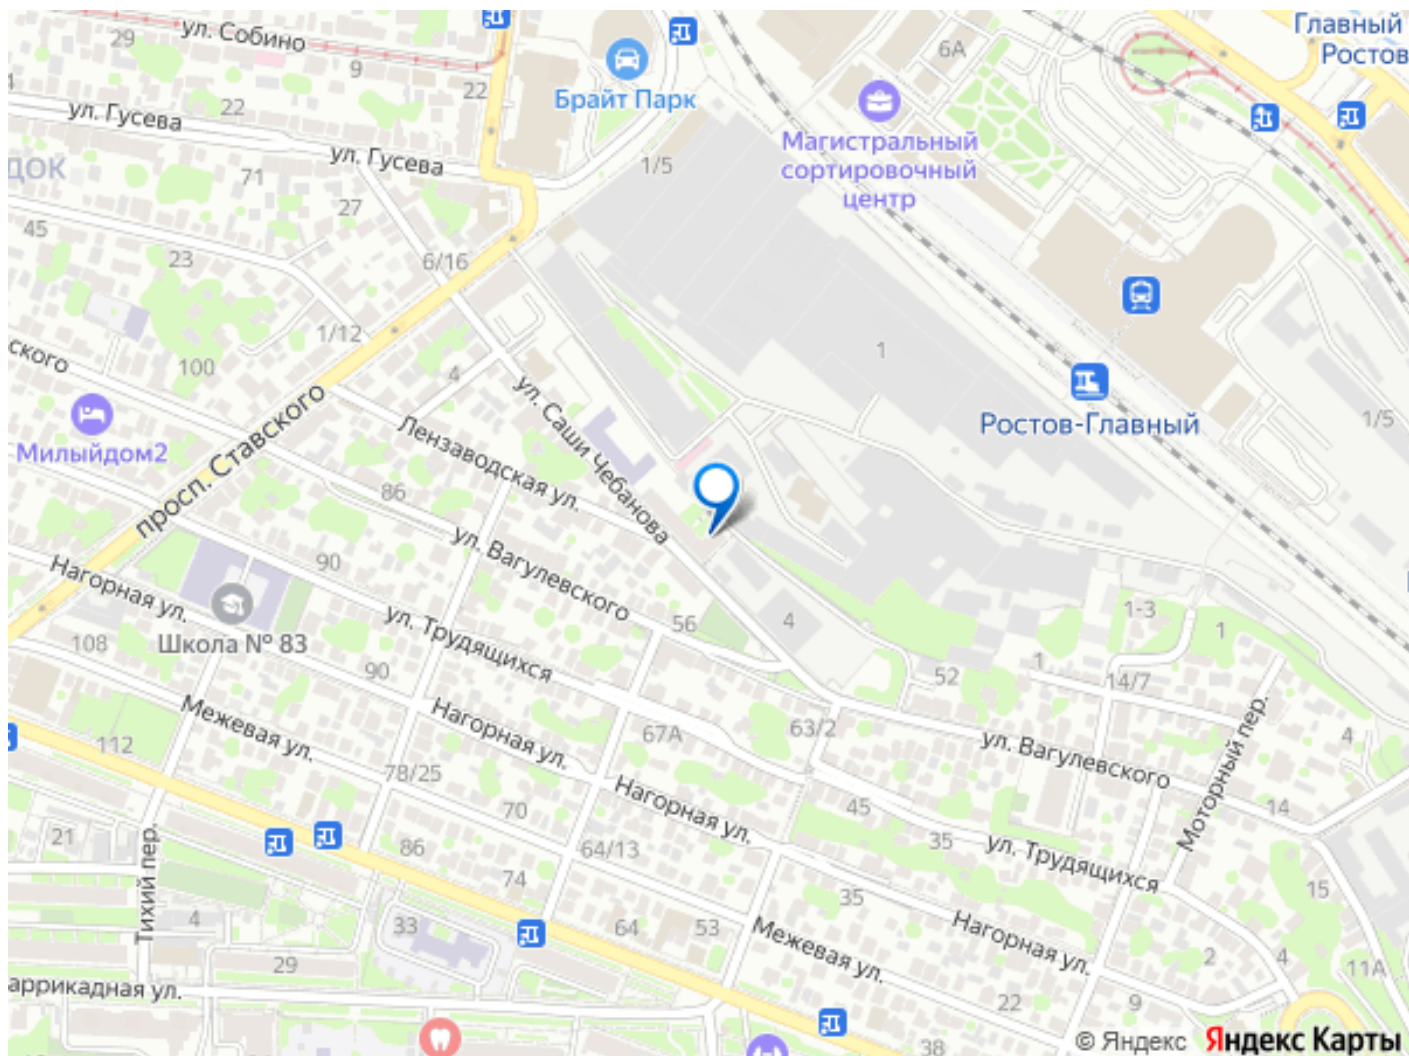 ул. Собино
29
9
22
22
Брайт Парк
6А
Главный
Ростов
Магистральный
сортировочный
центр
ул. Гусева
ул. Гусева
1/5
ДОК
71
27
45
23
6/16
1/12
ского
100
4
1
1/5
Ростов-Главный
Милыйдом2
просп. Ставского
ул. Саши Чебанова
Лензаводская ул.
86
ул. Вагулевского
90
Нагорная ул.
Школа № 83
108
ул. Трудящихся
56
4
1-3
1
1
52
14/7
90
Межевая ул.
Нагорная ул.
67А
63/2
ул. Вагулевского
Моторный пер.
4
112
78/25
70
Нагорная ул.
45
35
14
21
86
64/13
74
ул. Трудящихся
15
Тихий пер.
4
33
64
53
35
Межевая ул.
Нагорная ул.
2
4
11А
29
аррикадная ул.
22
9
38
© Яндекс Яндекс Карты